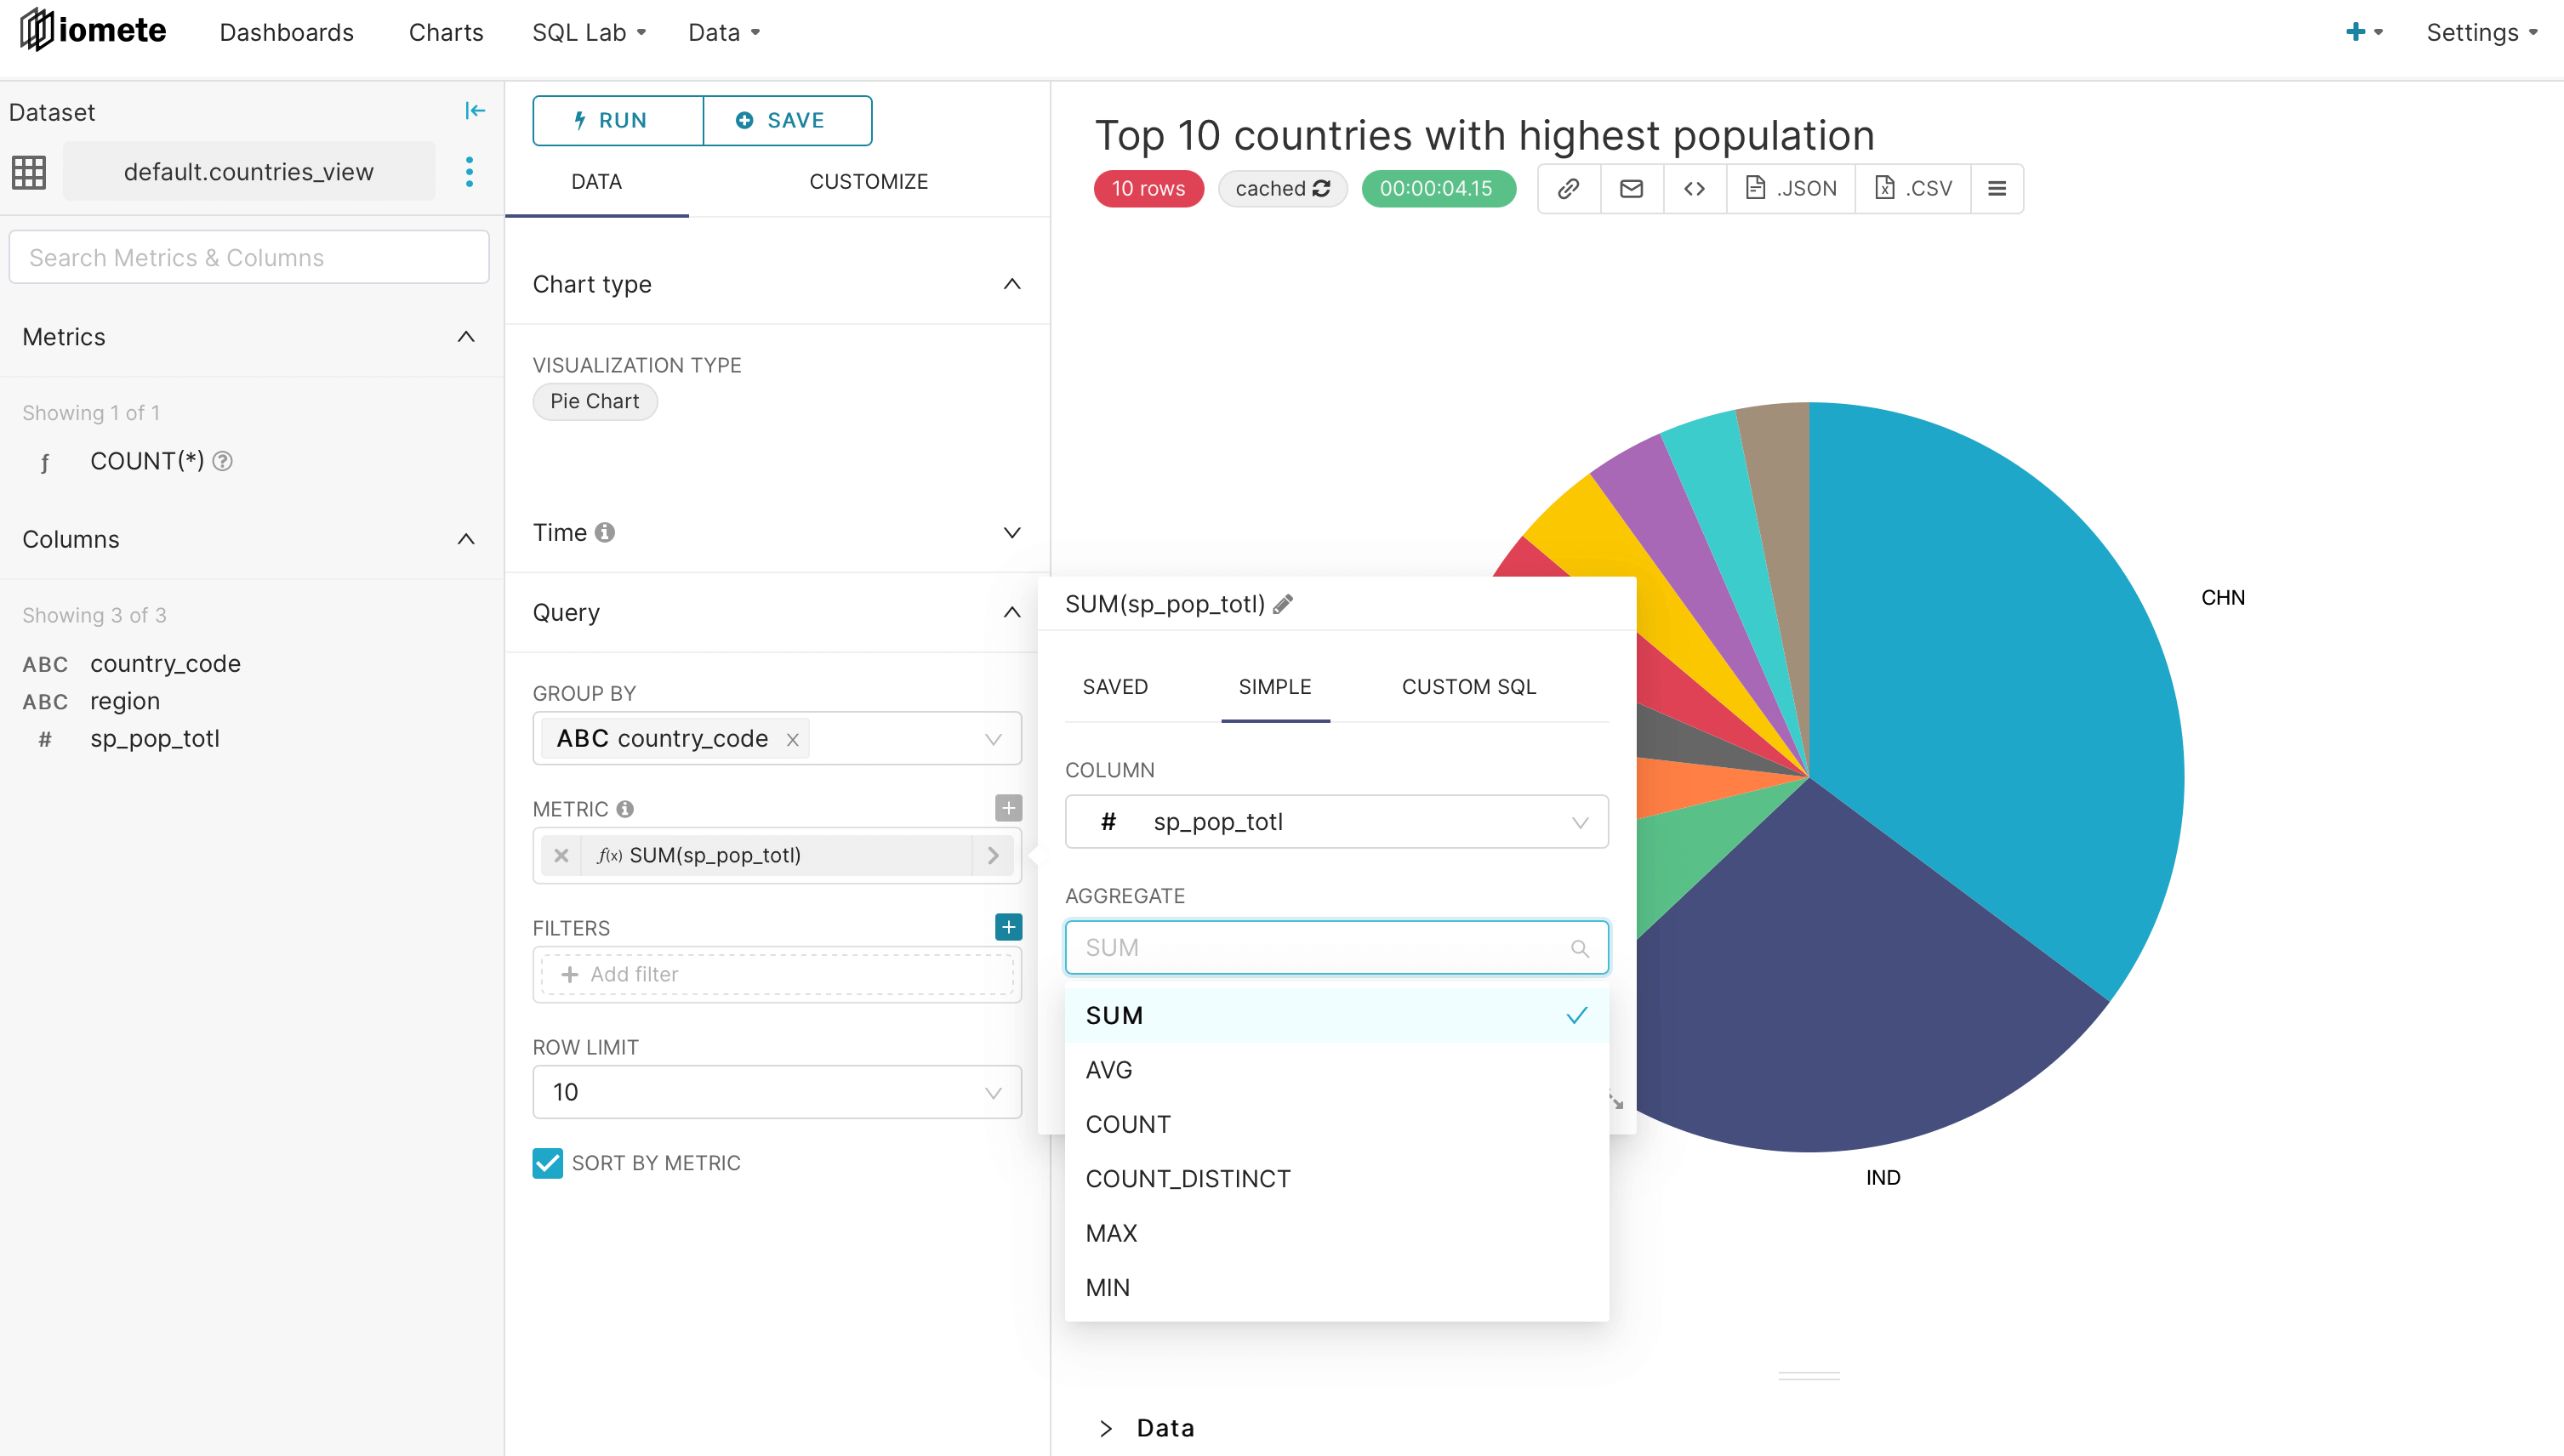 iomete
Dashboards
Charts
SQL Lab
Data
Settings
Dataset
default.countries_view
Search Metrics & Columns
Metrics
Showing 1 of 1
ƒ COUNT(*)
Columns
Showing 3 of 3
ABC country_code
ABC region
# sp_pop_totl
RUN
SAVE
DATA
CUSTOMIZE
Chart type
VISUALIZATION TYPE
Pie Chart
Time
Query
GROUP BY
ABC country_code x
METRIC
ƒ(x) SUM(sp_pop_totl)
FILTERS
+ Add filter
ROW LIMIT
10
SORT BY METRIC
Top 10 countries with highest population
10 rows
cached
00:00:04.15
.JSON
.CSV
CHN
IND
SUM(sp_pop_totl)
SAVED
SIMPLE
CUSTOM SQL
COLUMN
# sp_pop_totl
AGGREGATE
SUM
SUM
AVG
COUNT
COUNT_DISTINCT
MAX
MIN
Data